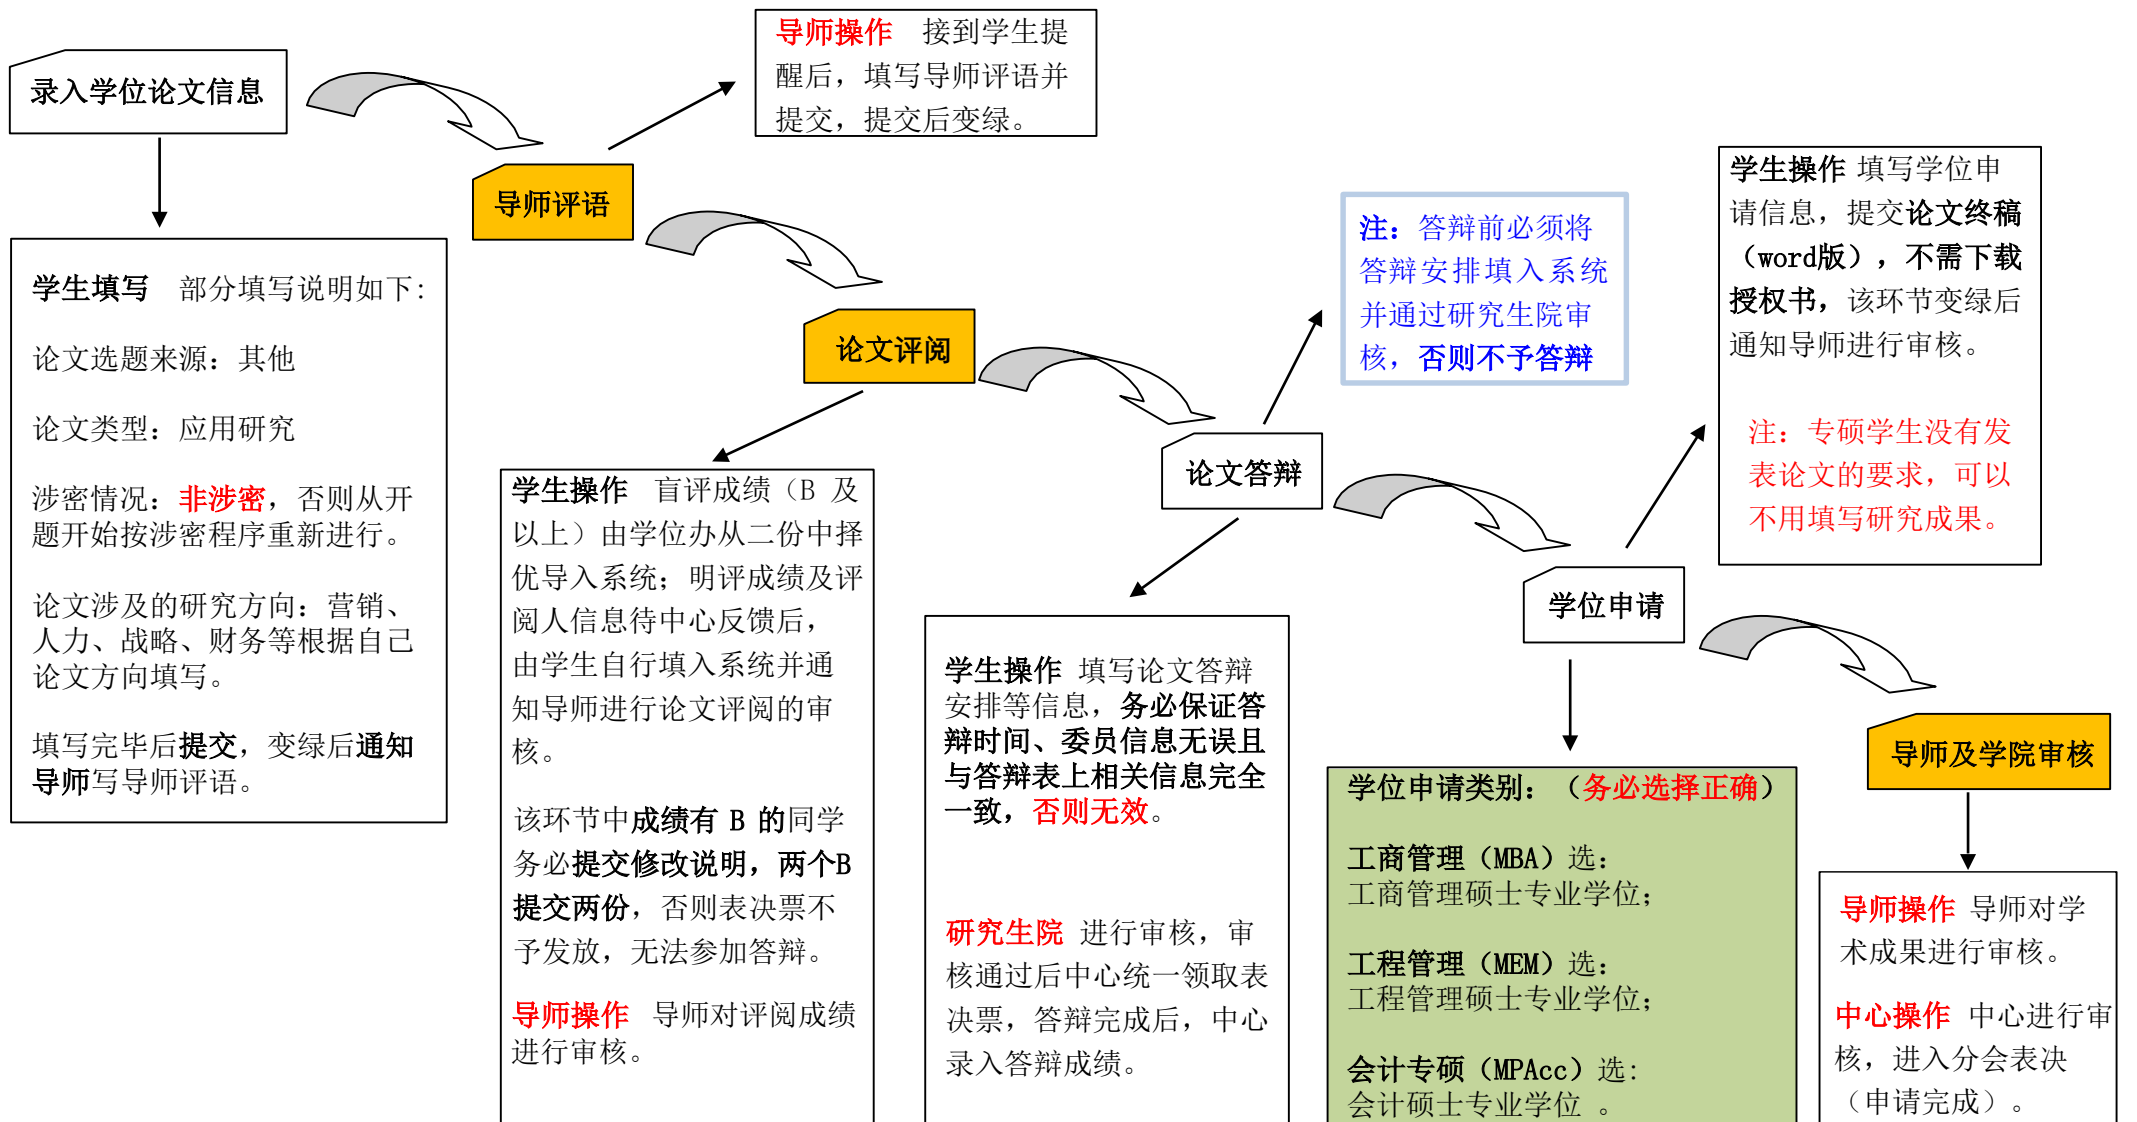 录入学位论文信息
学生填写 部分填写说明如下:
论文选题来源：其他
论文类型：应用研究
涉密情况：非涉密，否则从开
题开始按涉密程序重新进行。
论文涉及的研究方向：营销、
人力、战略、财务等根据自己
论文方向填写。
填写完毕后提交，变绿后通知
导师写导师评语。
导师评语
导师操作 接到学生提
醒后，填写导师评语并
提交，提交后变绿。
论文评阅
学生操作 盲评成绩（B 及
以上）由学位办从二份中择
优导入系统；明评成绩及评
阅人信息待中心反馈后，
由学生自行填入系统并通
知导师进行论文评阅的审
核。
该环节中成绩有 B 的同学
务必提交修改说明，两个B
提交两份，否则表决票不
予发放，无法参加答辩。
导师操作 导师对评阅成绩
进行审核。
论文答辩
注：答辩前必须将
答辩安排填入系统
并通过研究生院审
核，否则不予答辩
学生操作 填写论文答辩
安排等信息，务必保证答
辩时间、委员信息无误且
与答辩表上相关信息完全
一致，否则无效。
研究生院 进行审核，审
核通过后中心统一领取表
决票，答辩完成后，中心
录入答辩成绩。
学位申请
学生操作 填写学位申
请信息，提交论文终稿
（word版），不需下载
授权书，该环节变绿后
通知导师进行审核。
注：专硕学生没有发
表论文的要求，可以
不用填写研究成果。
学位申请类别：（务必选择正确）
工商管理（MBA）选：
工商管理硕士专业学位；
工程管理（MEM）选：
工程管理硕士专业学位；
会计专硕（MPAcc）选:
会计硕士专业学位 。
导师及学院审核
导师操作 导师对学
术成果进行审核。
中心操作 中心进行审
核，进入分会表决
（申请完成）。